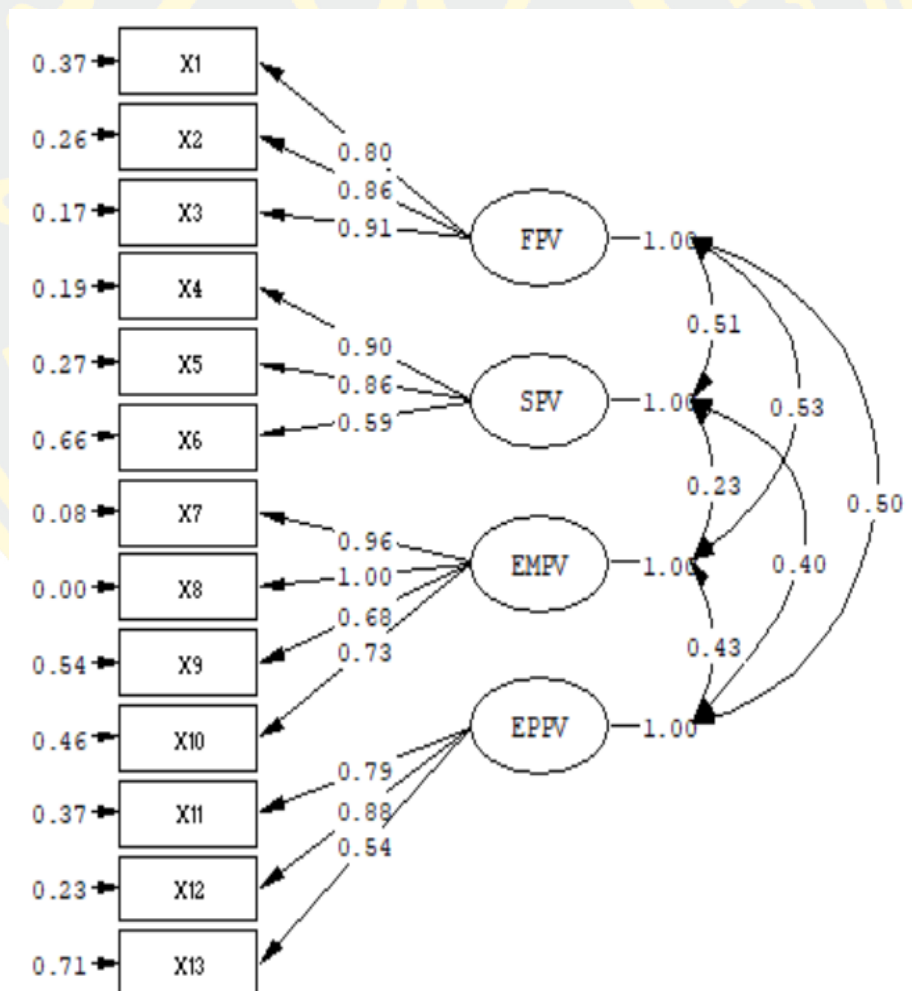 0.37 X1
0.26 X2
0.80
0.86
0.17 X3
0.91
FPV 1.00
0.19 X4
0.51
0.90
0.27 X5
0.86
SPV 1.00
0.53
0.59
0.66 X6
0.23
0.50
0.08 X7
0.96
EMPV 1.00
0.40
1.00
0.00 X8
0.68
0.54 X9
0.73
0.43
EPPV 1.00
0.46 X10
0.79
0.37 X11
0.88
0.54
0.23 X12
0.71 X13